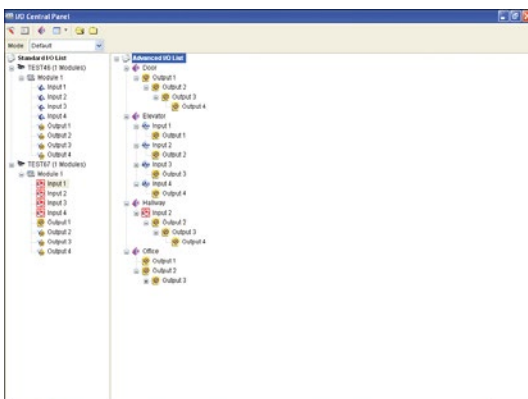 I/O Central Panel
Mode: Default
Standard I/O List
TEST46 (1 Modules)
Module 1
Input 1
Input 2
Input 3
Input 4
Output 1
Output 2
Output 3
Output 4
TEST67 (1 Modules)
Module 1
Input 1
Input 2
Input 3
Input 4
Output 1
Output 2
Output 3
Output 4
Advanced I/O List
Door
Output 1
Output 2
Output 3
Output 4
Elevator
Input 1
Output 1
Input 2
Output 2
Input 3
Output 3
Input 4
Output 4
Hallway
Input 2
Output 2
Output 3
Output 4
Office
Output 1
Output 2
Output 3